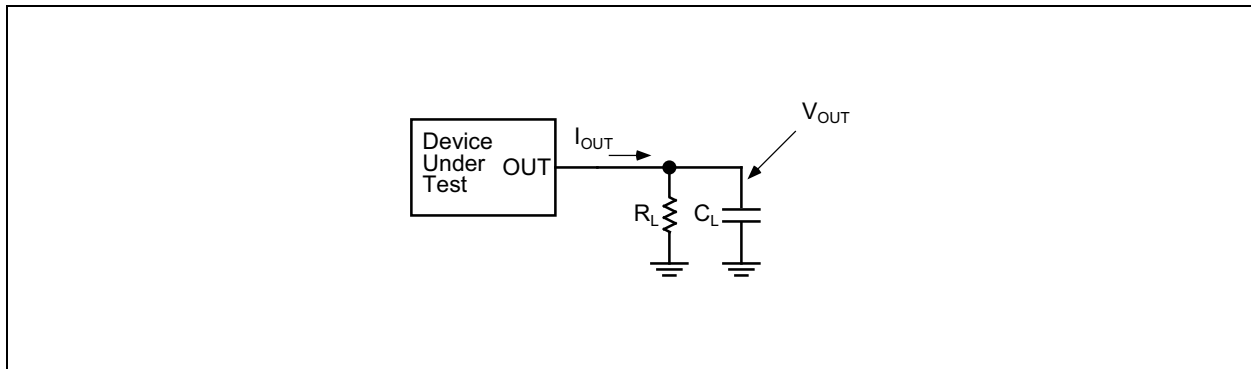 V_OUT
Device
Under
Test
OUT
I_OUT
R_L
C_L